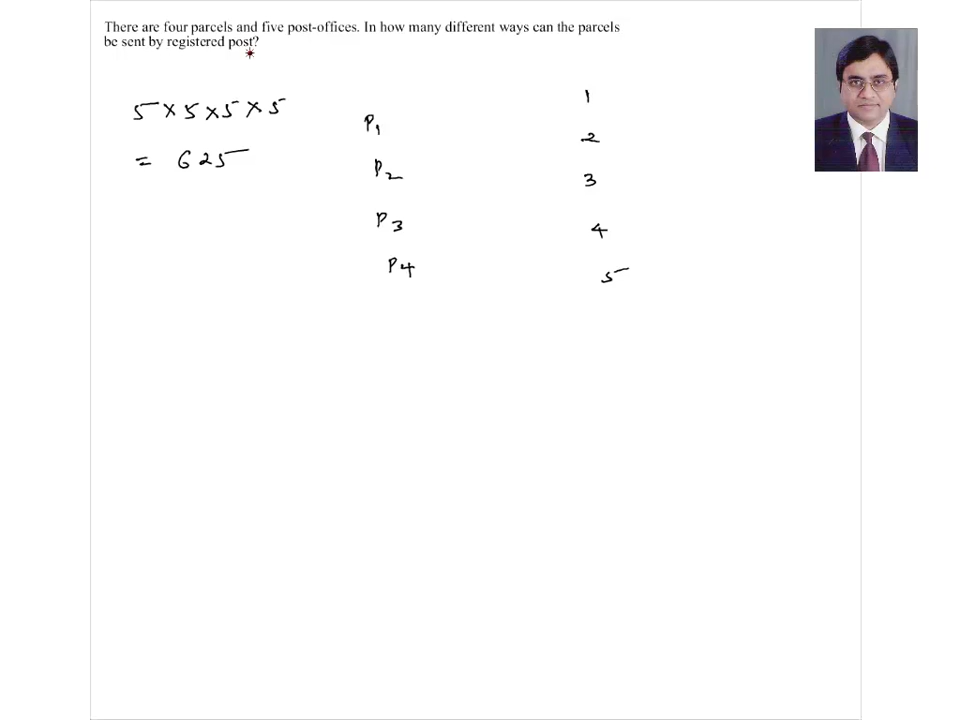 There are four parcels and five post-offices. In how many different ways can the parcels
be sent by registered post?
5 × 5 × 5 × 5
= 625
P1
P2
P3
P4
1
2
3
4
5